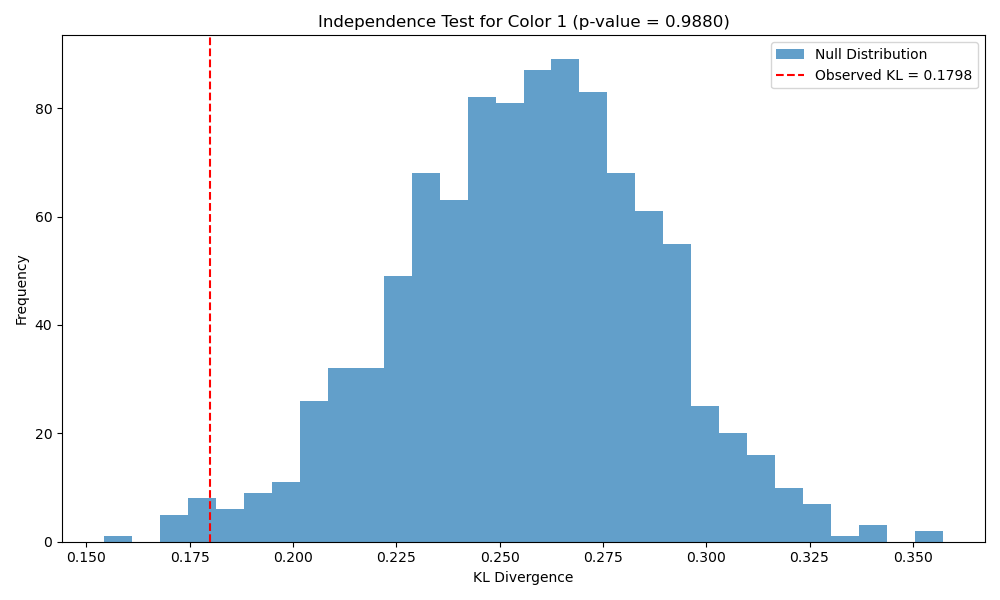 Independence Test for Color 1 (p-value = 0.9880)
Null Distribution
Observed KL = 0.1798
Frequency
80
60
40
20
0
0.150 0.175 0.200 0.225 0.250 0.275 0.300 0.325 0.350
KL Divergence